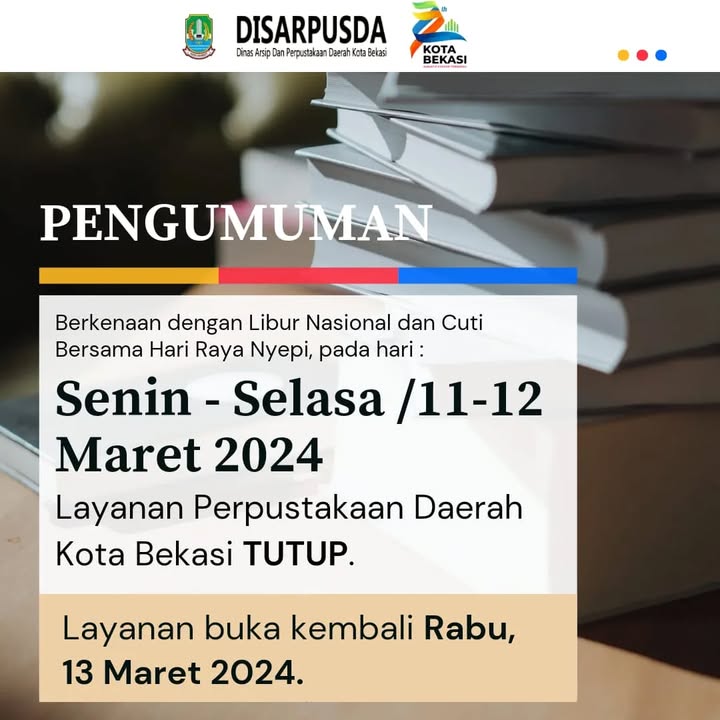 DISARPUSDA
Dinas Arsip Dan Perpustakaan Daerah Kota Bekasi
th
KOTA
BEKASI
PENGUMUMAN
Berkenaan dengan Libur Nasional dan Cuti
Bersama Hari Raya Nyepi, pada hari :
Senin - Selasa /11-12
Maret 2024
Layanan Perpustakaan Daerah
Kota Bekasi TUTUP.
Layanan buka kembali Rabu,
13 Maret 2024.